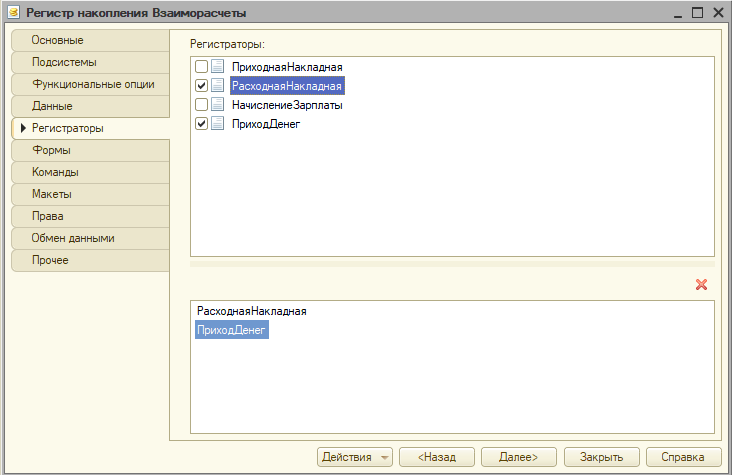 Регистр накопления Взаиморасчеты
Основные
Подсистемы
Функциональные опции
Данные
Регистраторы
Формы
Команды
Макеты
Права
Обмен данными
Прочее
Регистраторы:
ПриходнаяНакладная
РасходнаяНакладная
НачислениеЗарплаты
ПриходДенег
РасходнаяНакладная
ПриходДенег
Действия
<Назад
Далее>
Закрыть
Справка